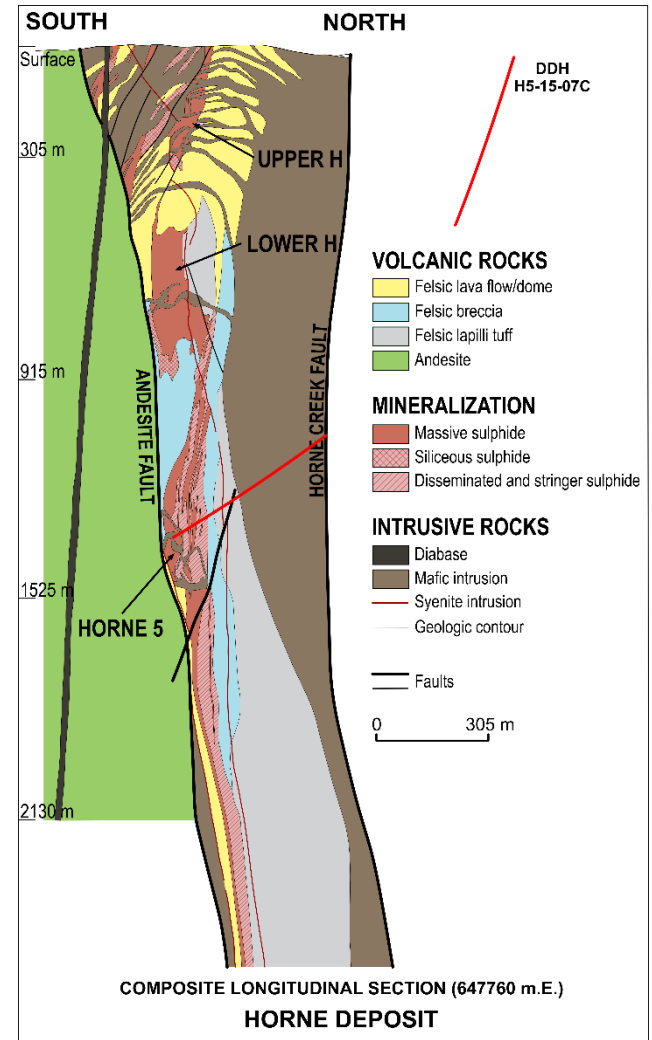 SOUTH
NORTH
Surface
DDH
H5-15-07C
305 m
UPPER H
LOWER H
VOLCANIC ROCKS
Felsic lava flow/dome
Felsic breccia
Felsic lapilli tuff
Andesite
915 m
ANDESITE FAULT
HORNE CREEK FAULT
MINERALIZATION
Massive sulphide
Siliceous sulphide
Disseminated and stringer sulphide
INTRUSIVE ROCKS
Diabase
Mafic intrusion
Syenite intrusion
Geologic contour
1525 m
HORNE 5
Faults
0 305 m
2130 m
COMPOSITE LONGITUDINAL SECTION (647760 m.E.)
HORNE DEPOSIT